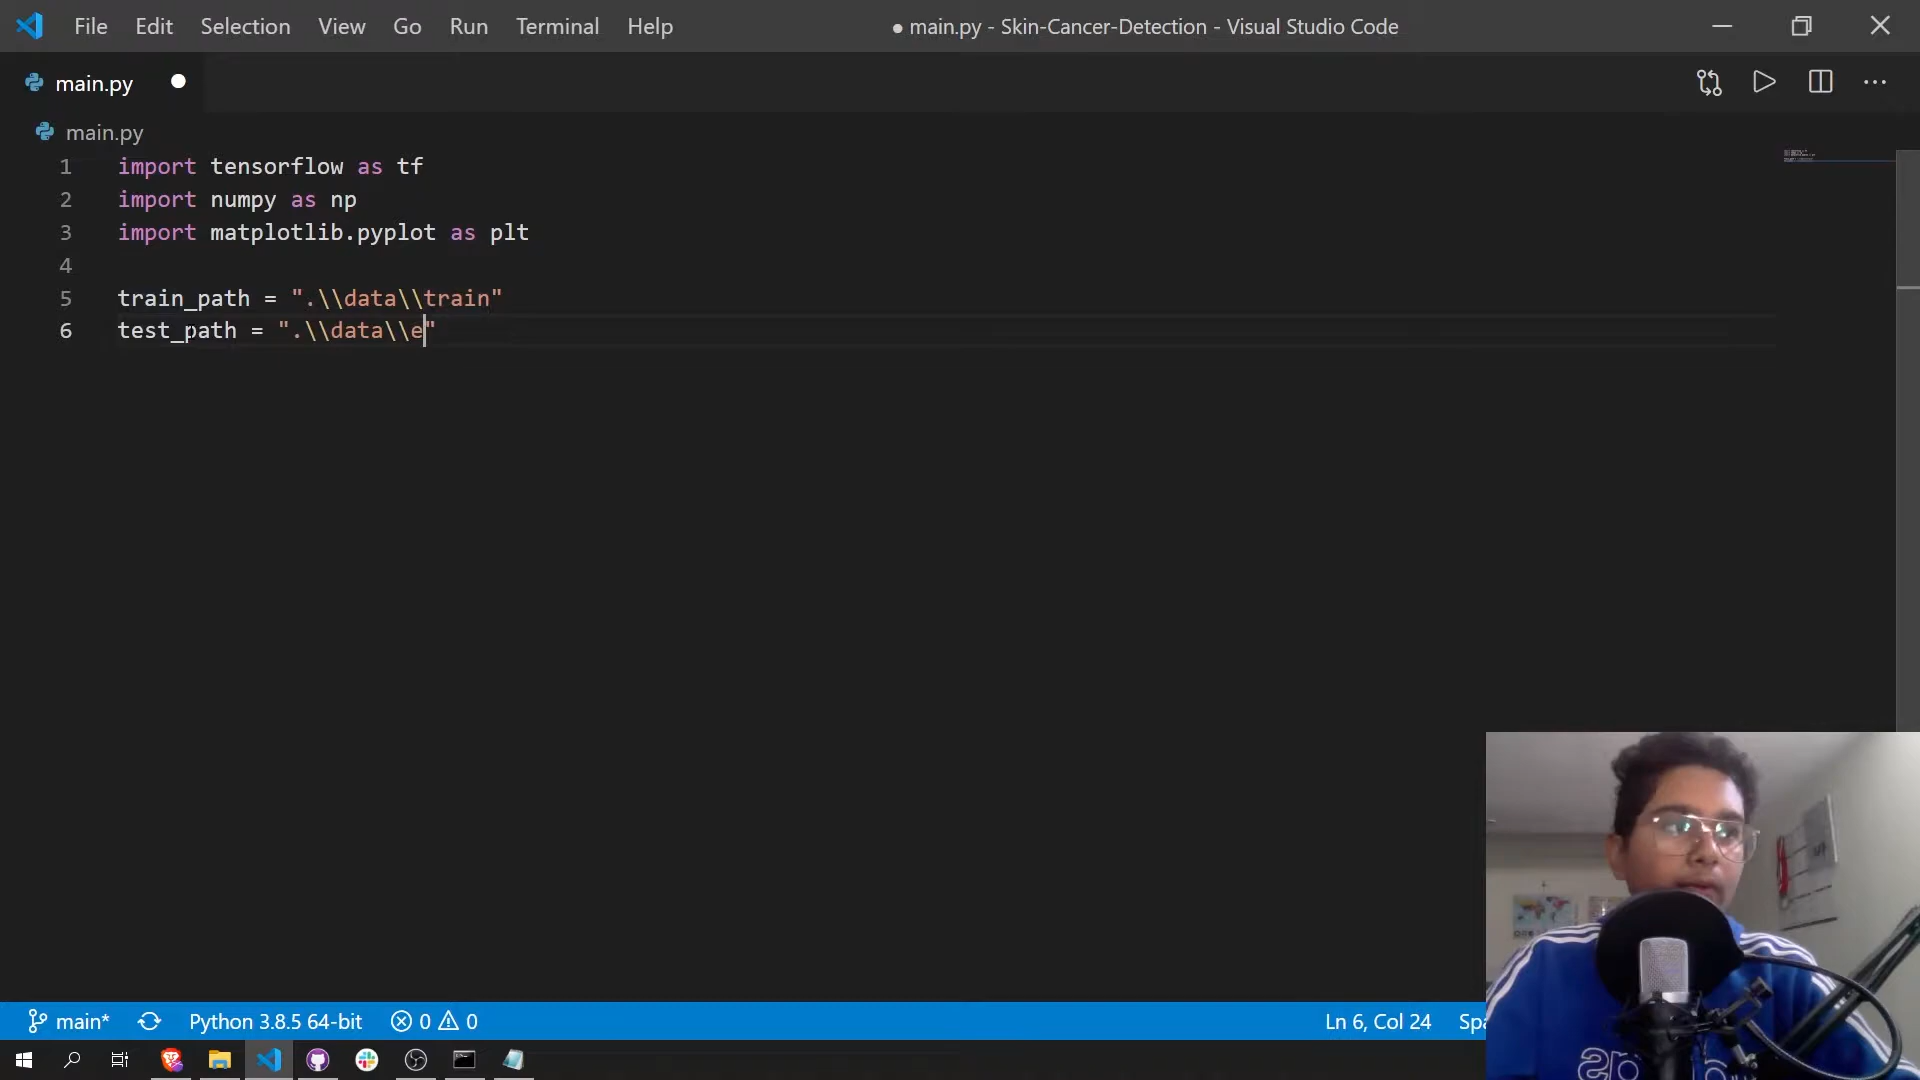 File Edit Selection View Go Run Terminal Help
● main.py - Skin-Cancer-Detection - Visual Studio Code
main.py
main.py
1 import tensorflow as tf
2 import numpy as np
3 import matplotlib.pyplot as plt
4
5 train_path = ".\\data\\train"
6 test_path = ".\\data\\e"
main* Python 3.8.5 64-bit 0 0 Ln 6, Col 24